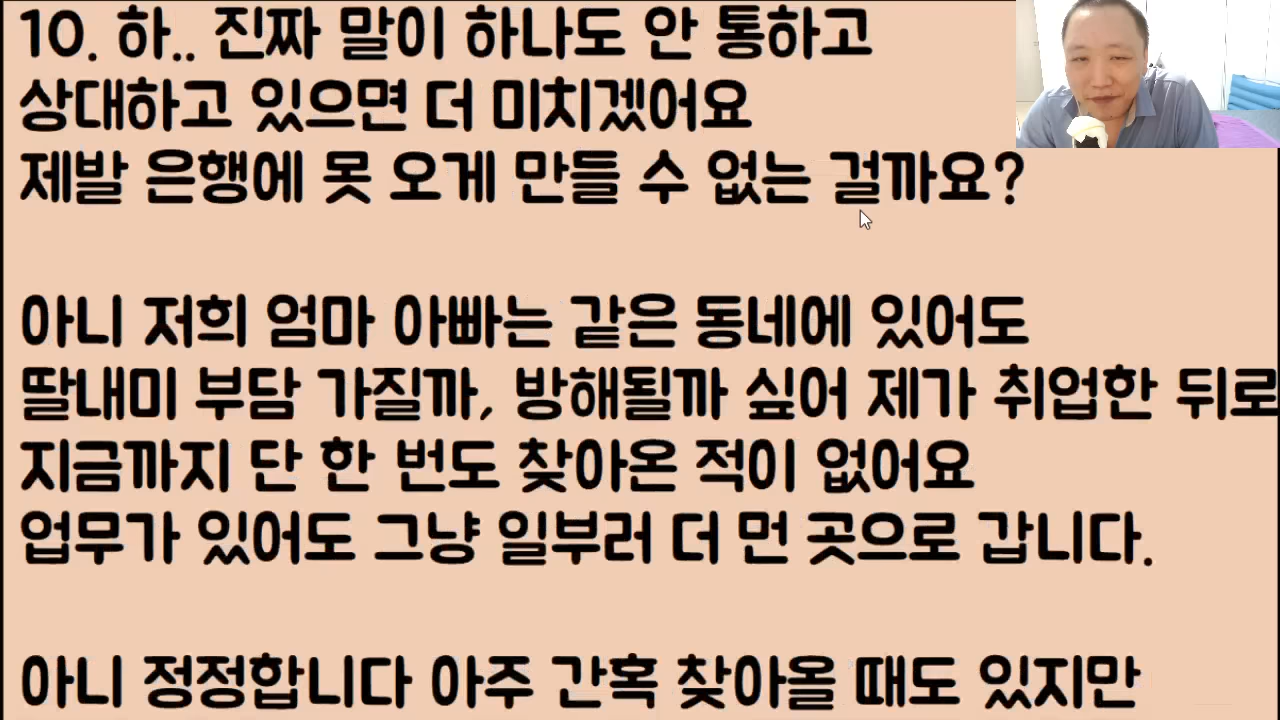 10. 하.. 진짜 말이 하나도 안 통하고
상대하고 있으면 더 미치겠어요
제발 은행에 못 오게 만들 수 없는 걸까요?
아니 저희 엄마 아빠는 같은 동네에 있어도
딸내미 부담 가질까, 방해될까 싶어 제가 취업한 뒤로
지금까지 단 한 번도 찾아온 적이 없어요
업무가 있어도 그냥 일부러 더 먼 곳으로 갑니다.
아니 정정합니다 아주 간혹 찾아올 때도 있지만